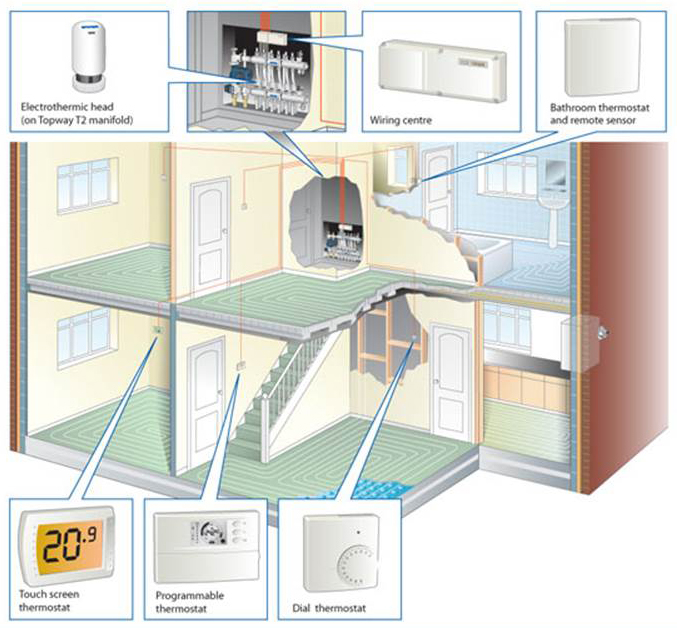 Electrothermic head
(on Topway T2 manifold)
Wiring centre
Bathroom thermostat
and remote sensor
20.9
Touch screen
thermostat
Programmable
thermostat
Dial thermostat